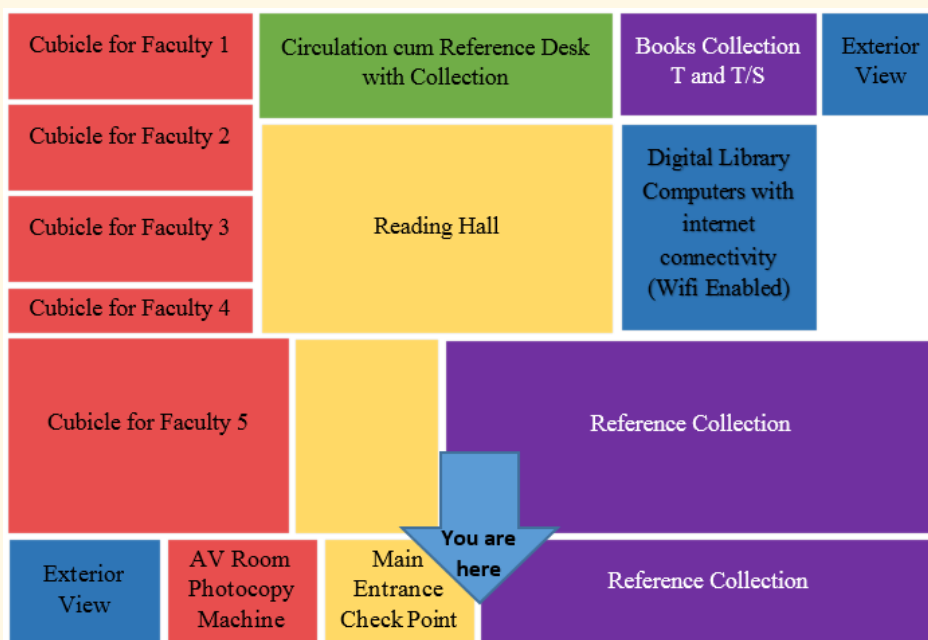 Cubicle for Faculty 1
Circulation cum Reference Desk
with Collection
Books Collection
T and T/S
Exterior
View
Cubicle for Faculty 2
Cubicle for Faculty 3
Cubicle for Faculty 4
Reading Hall
Digital Library
Computers with
internet
connectivity
(Wifi Enabled)
Cubicle for Faculty 5
Reference Collection
You are
here
Exterior
View
AV Room
Photocopy
Machine
Main
Entrance
Check Point
Reference Collection